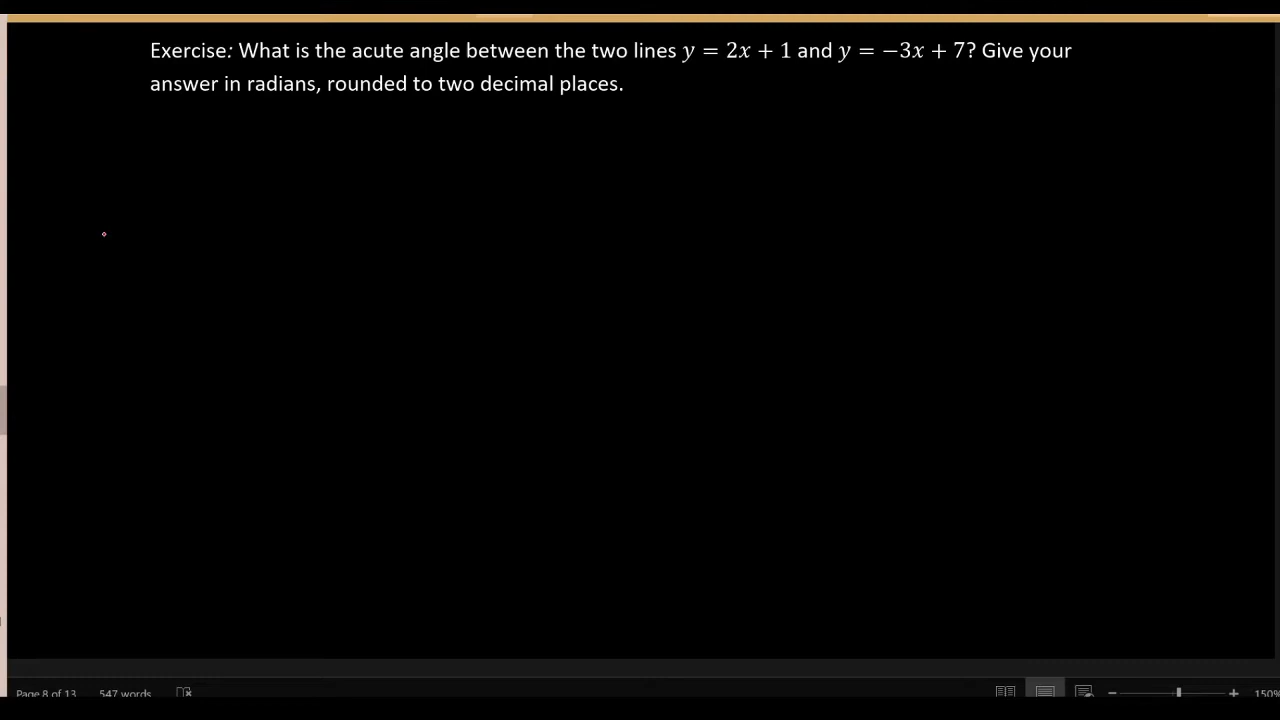 Exercise: What is the acute angle between the two lines y = 2x + 1 and y = −3x + 7? Give your
answer in radians, rounded to two decimal places.
Page 8 of 13 547 words 150%